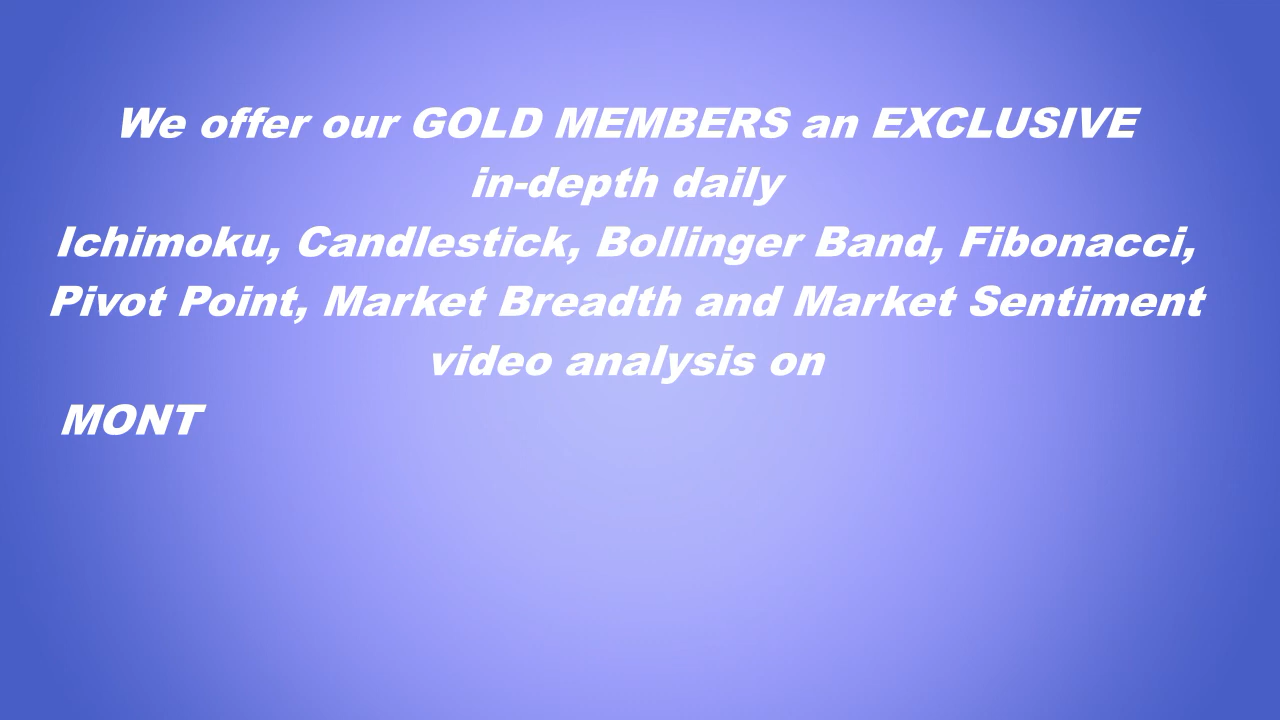 We offer our GOLD MEMBERS an EXCLUSIVE
in-depth daily
Ichimoku, Candlestick, Bollinger Band, Fibonacci,
Pivot Point, Market Breadth and Market Sentiment
video analysis on
MONT